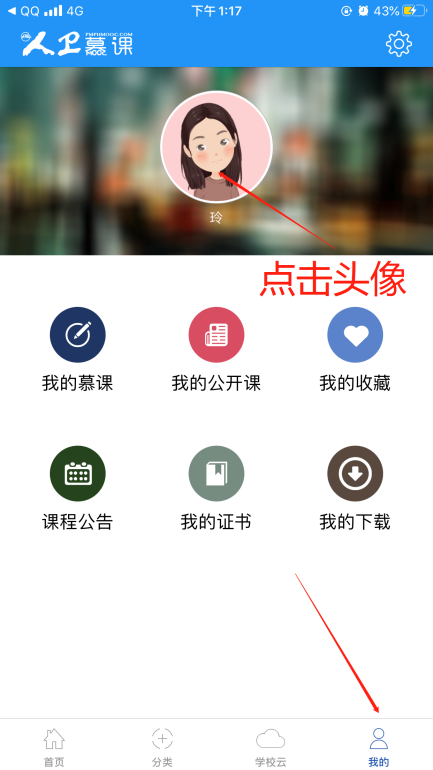 QQ 4G 下午1:17 43%
PMPHMOOC.COM
人卫慕课
玲
点击头像
我的慕课 我的公开课 我的收藏
课程公告 我的证书 我的下载
首页 分类 学校云 我的